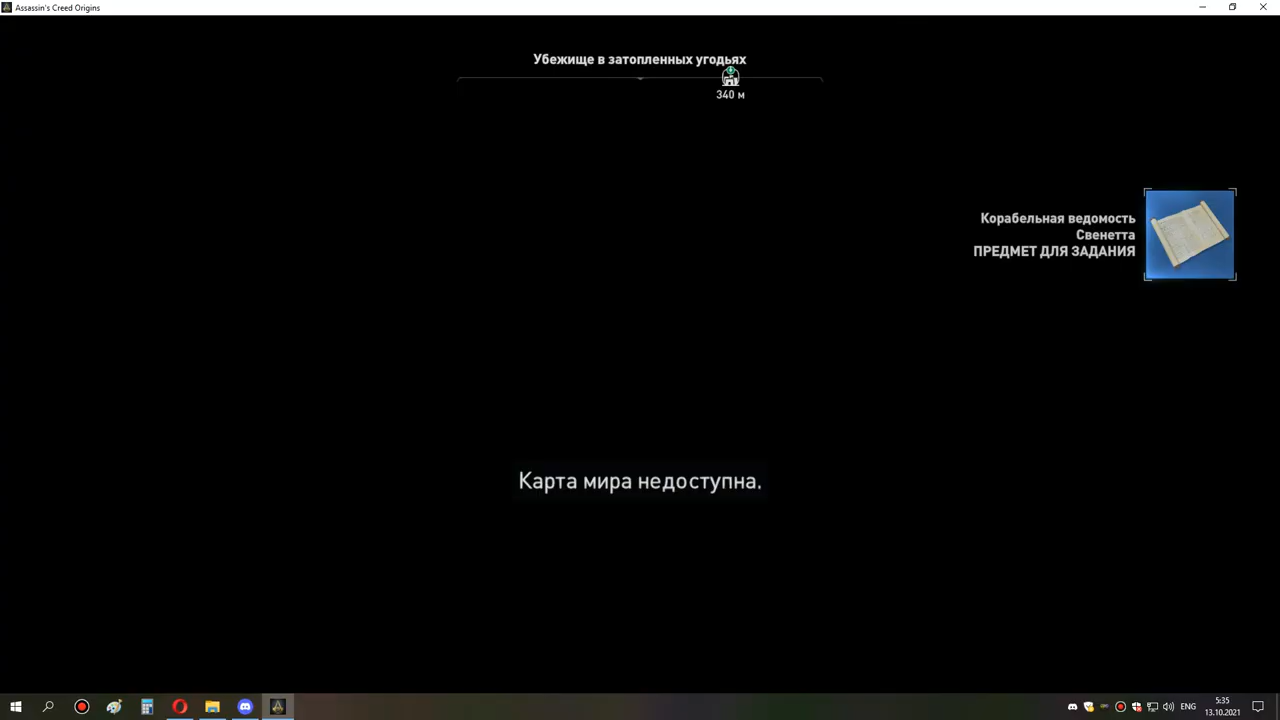 Assassin's Creed Origins
Убежище в затопленных угодьях
340 м
Корабельная ведомость
Свенетта
ПРЕДМЕТ ДЛЯ ЗАДАНИЯ
Карта мира недоступна.
ENG
5:35
13.10.2021